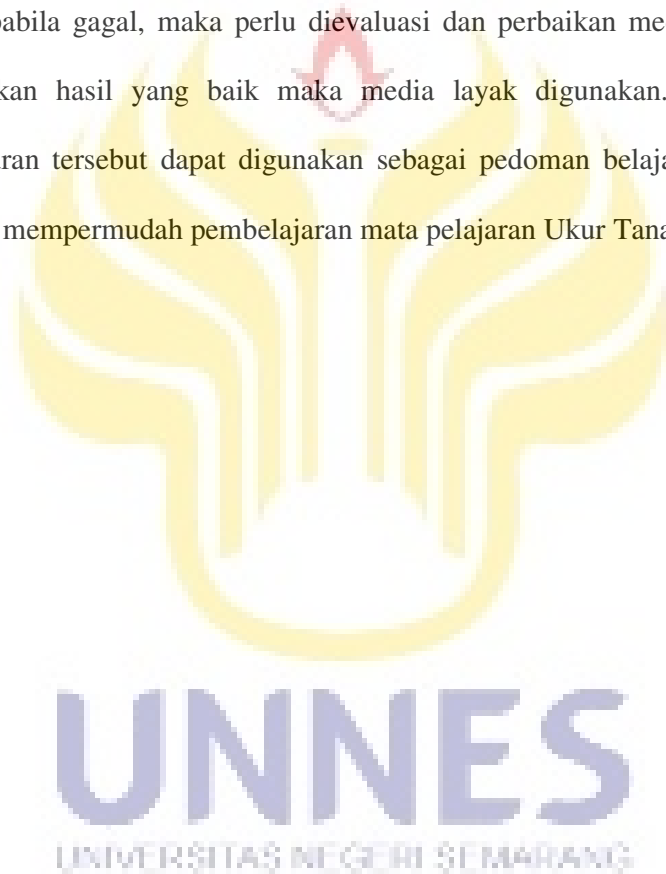 abila gagal, maka perlu dievaluasi dan perbaikan me
kan hasil yang baik maka media layak digunakan.
ran tersebut dapat digunakan sebagai pedoman belaja
mempermudah pembelajaran mata pelajaran Ukur Tana
UNNES
UNIVERSITAS NEGERI SEMARANG